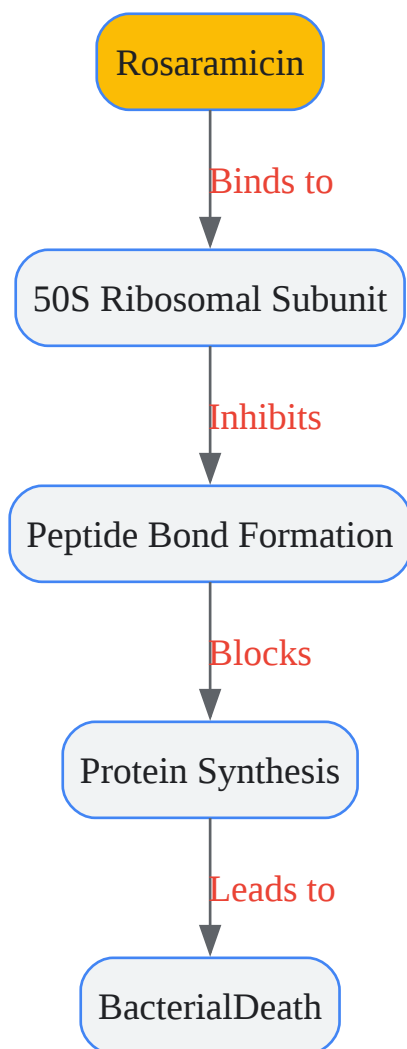 Rosaramicin
Binds to
50S Ribosomal Subunit
Inhibits
Peptide Bond Formation
Blocks
Protein Synthesis
Leads to
BacterialDeath